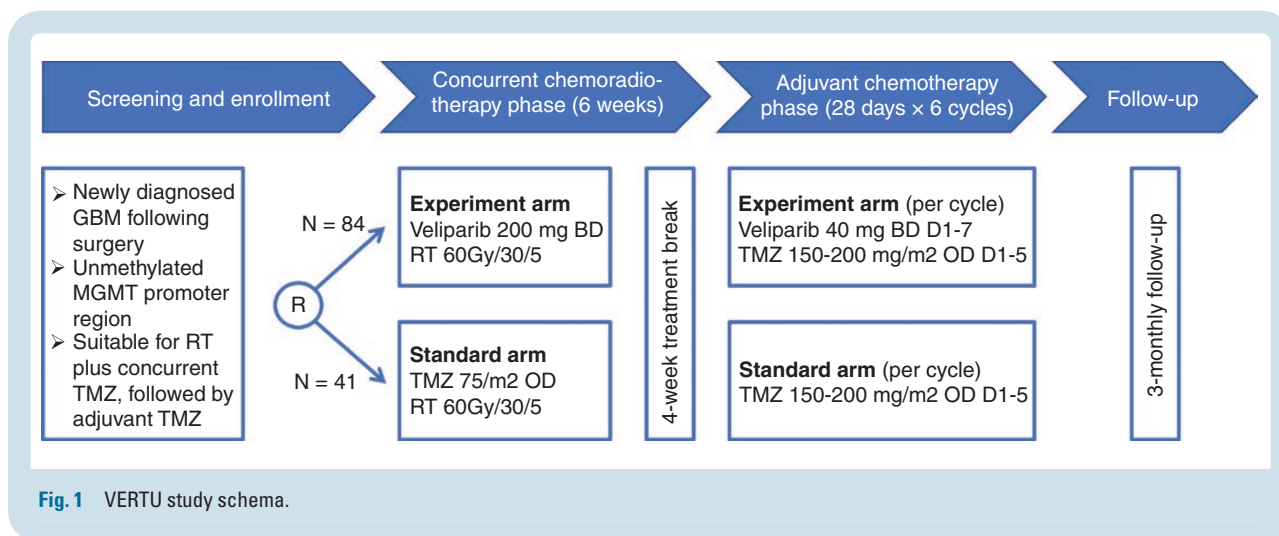 Screening and enrollment
Concurrent chemoradio-
therapy phase (6 weeks)
Adjuvant chemotherapy
phase (28 days × 6 cycles)
Follow-up
➢ Newly diagnosed
GBM following
surgery
➢ Unmethylated
MGMT promoter
region
➢ Suitable for RT
plus concurrent
TMZ, followed by
adjuvant TMZ
N = 84
R
N = 41
Experiment arm
Veliparib 200 mg BD
RT 60Gy/30/5
Standard arm
TMZ 75/m2 OD
RT 60Gy/30/5
4-week treatment break
Experiment arm (per cycle)
Veliparib 40 mg BD D1-7
TMZ 150-200 mg/m2 OD D1-5
Standard arm (per cycle)
TMZ 150-200 mg/m2 OD D1-5
3-monthly follow-up
Fig. 1 VERTU study schema.